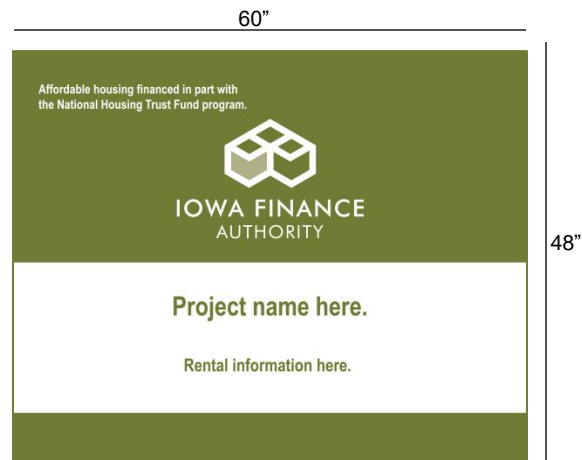 60”
Affordable housing financed in part with
the National Housing Trust Fund program.
IOWA FINANCE
AUTHORITY
48”
Project name here.
Rental information here.